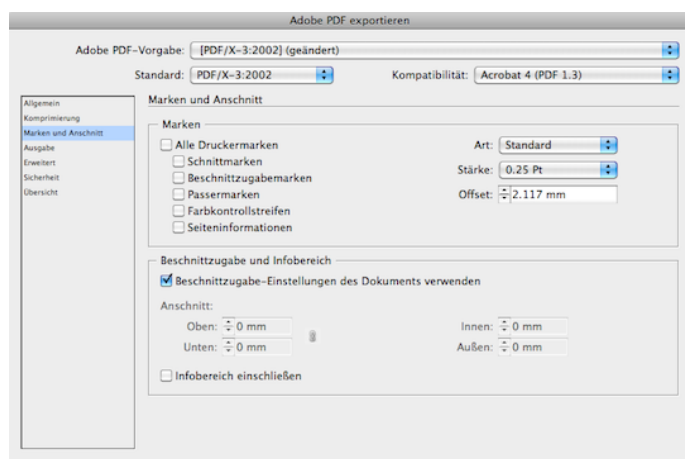 Adobe PDF exportieren
Adobe PDF-Vorgabe: [PDF/X-3:2002] (geändert)
Standard: PDF/X-3:2002 Kompatibilität: Acrobat 4 (PDF 1.3)
Allgemein
Komprimierung
Marken und Anschnitt
Ausgabe
Erweitert
Sicherheit
Übersicht
Marken und Anschnitt
Marken
Alle Druckermarken
Schnittmarken
Beschnittzugabemarken
Passermarken
Farbkontrollstreifen
Seiteninformationen
Art: Standard
Stärke: 0.25 Pt
Offset: 2.117 mm
Beschnittzugabe und Infobereich
Beschnittzugabe-Einstellungen des Dokuments verwenden
Anschnitt:
Oben: 0 mm Innen: 0 mm
Unten: 0 mm Außen: 0 mm
Infobereich einschließen